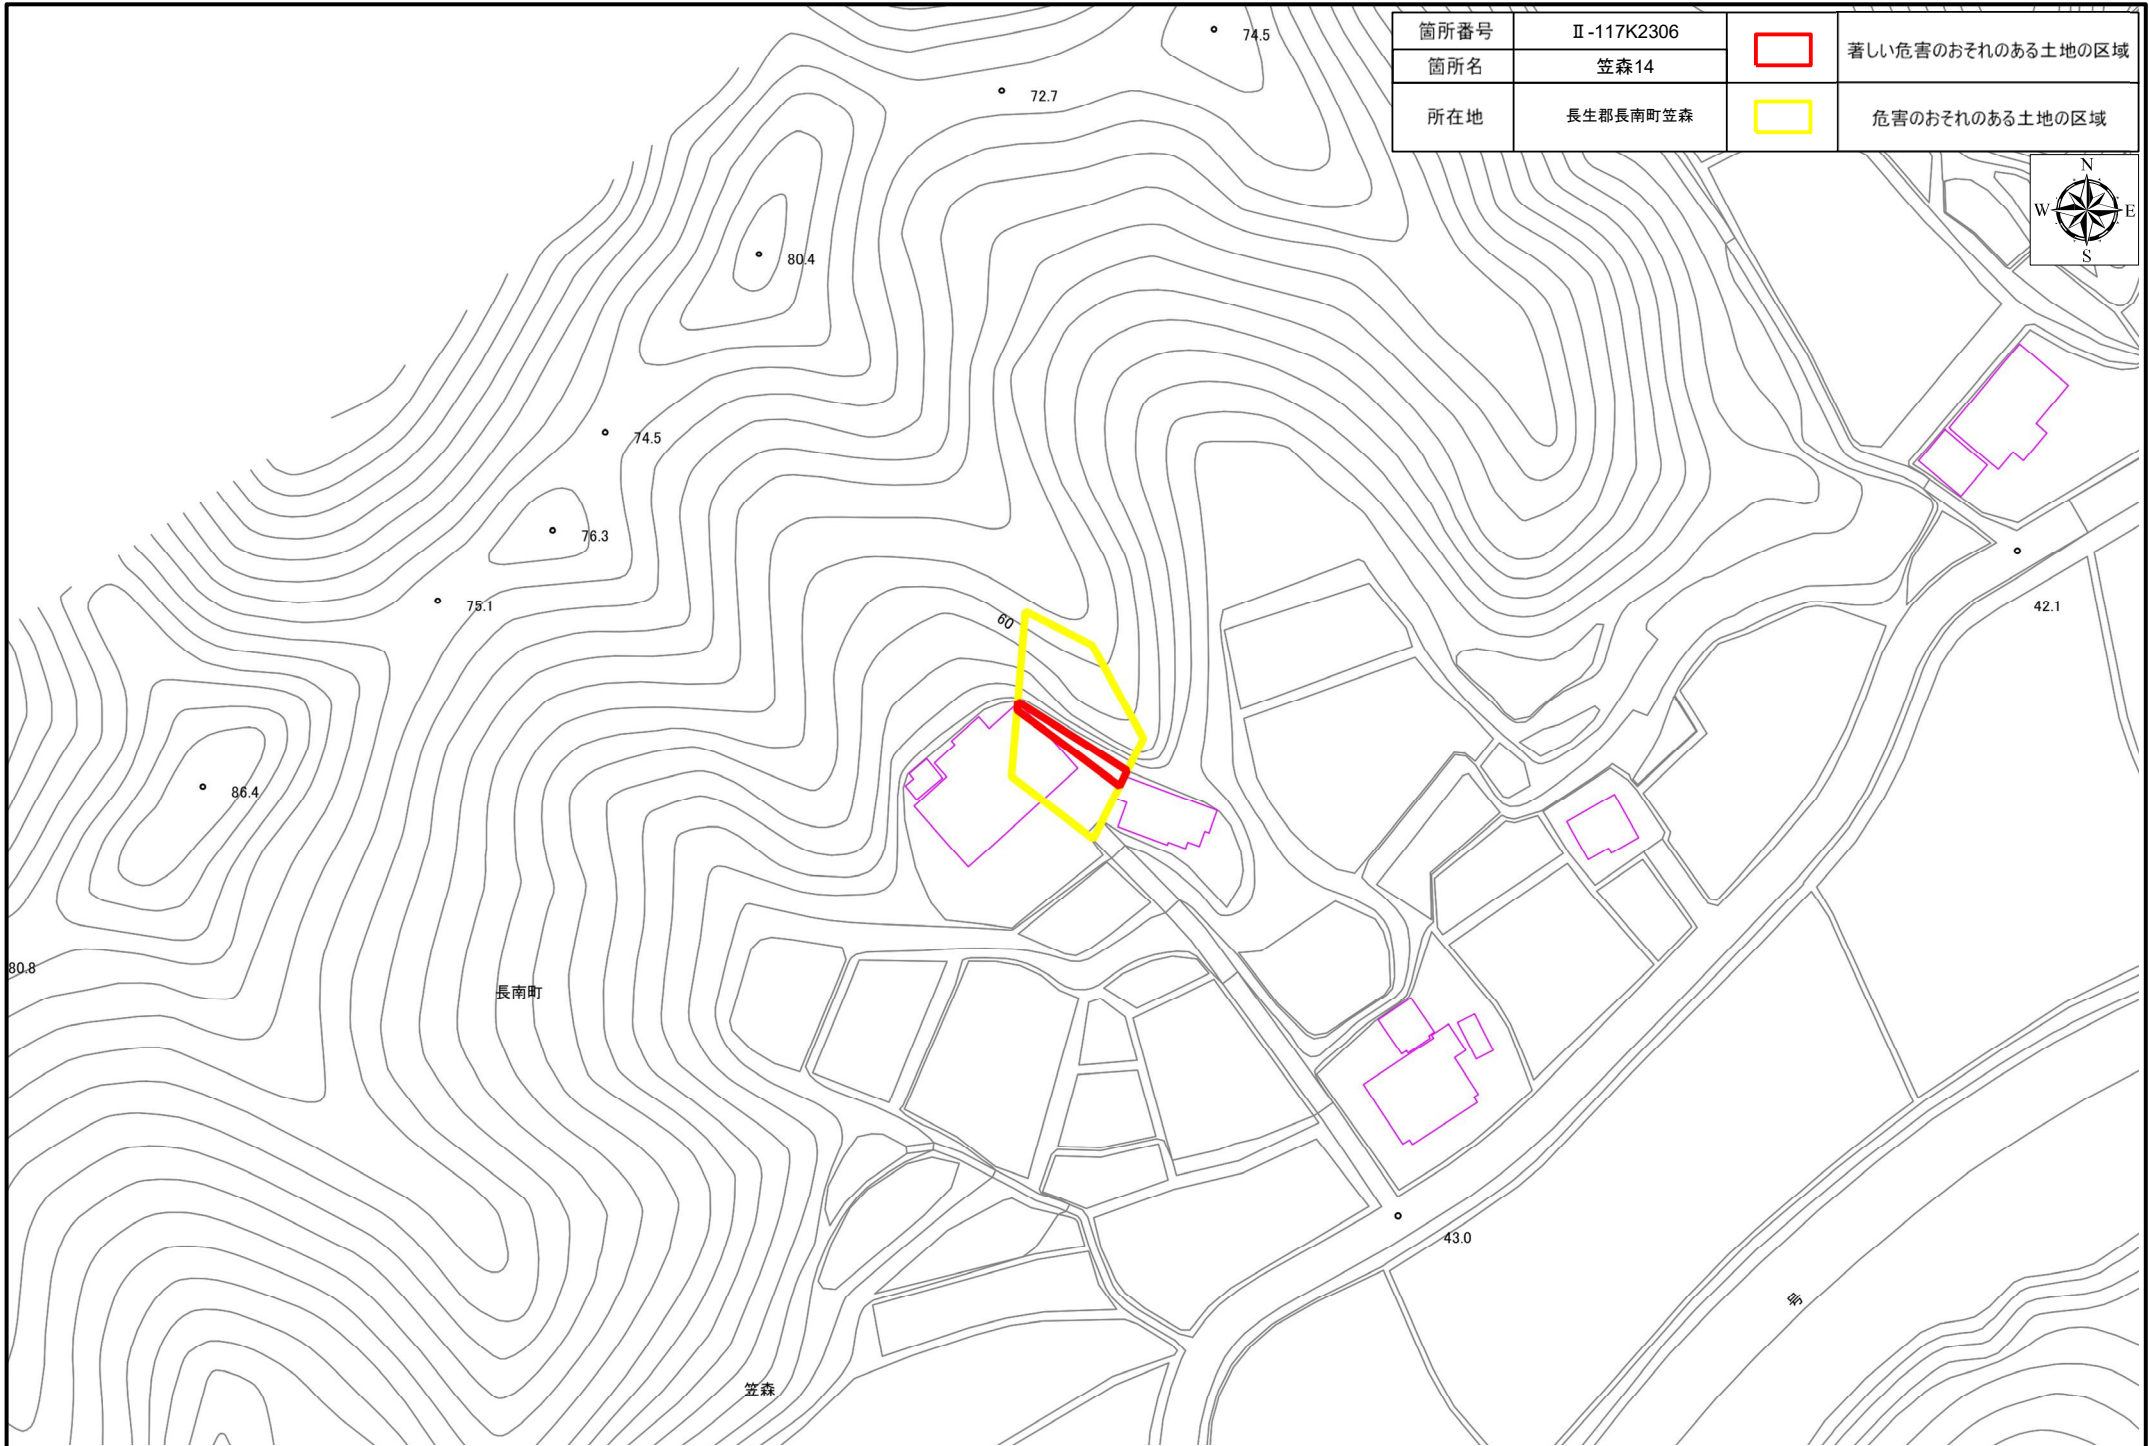 箇所番号
Ⅱ-117K2306
著しい危害のおそれのある土地の区域
箇所名
笠森14
所在地
長生郡長南町笠森
危害のおそれのある土地の区域
N
W
E
S
74.5
72.7
80.4
74.5
76.3
75.1
60
42.1
86.4
80.8
長南町
43.0
号
笠森